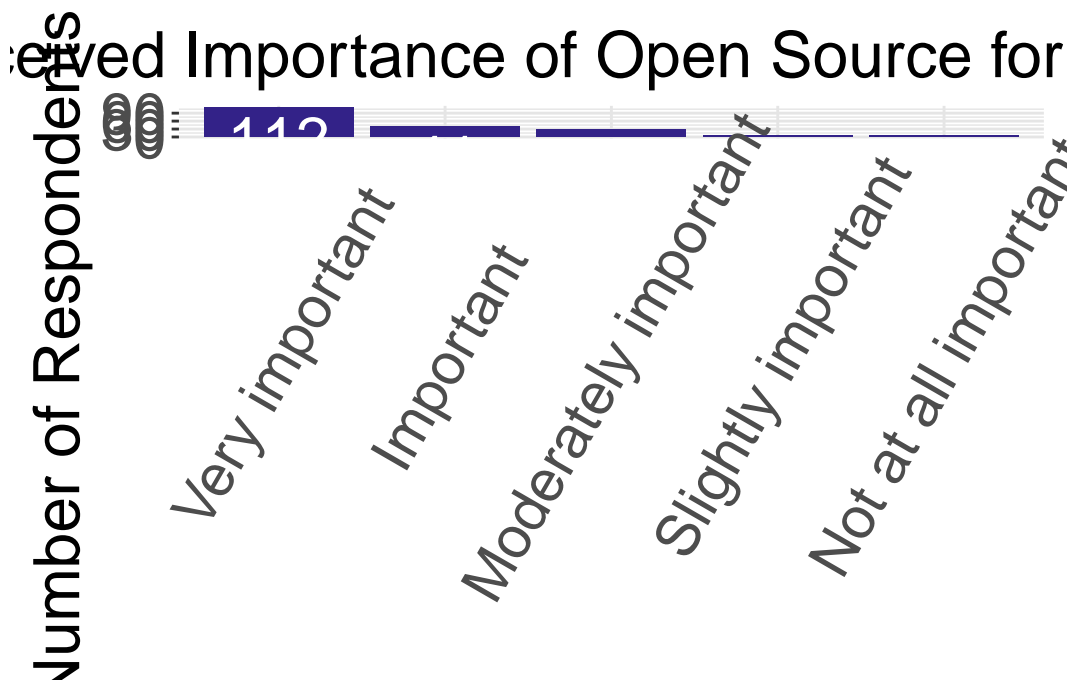 Importance of Open Source for
Number of Respondents
112
Very important
Important
Moderately important
Slightly important
Not at all important